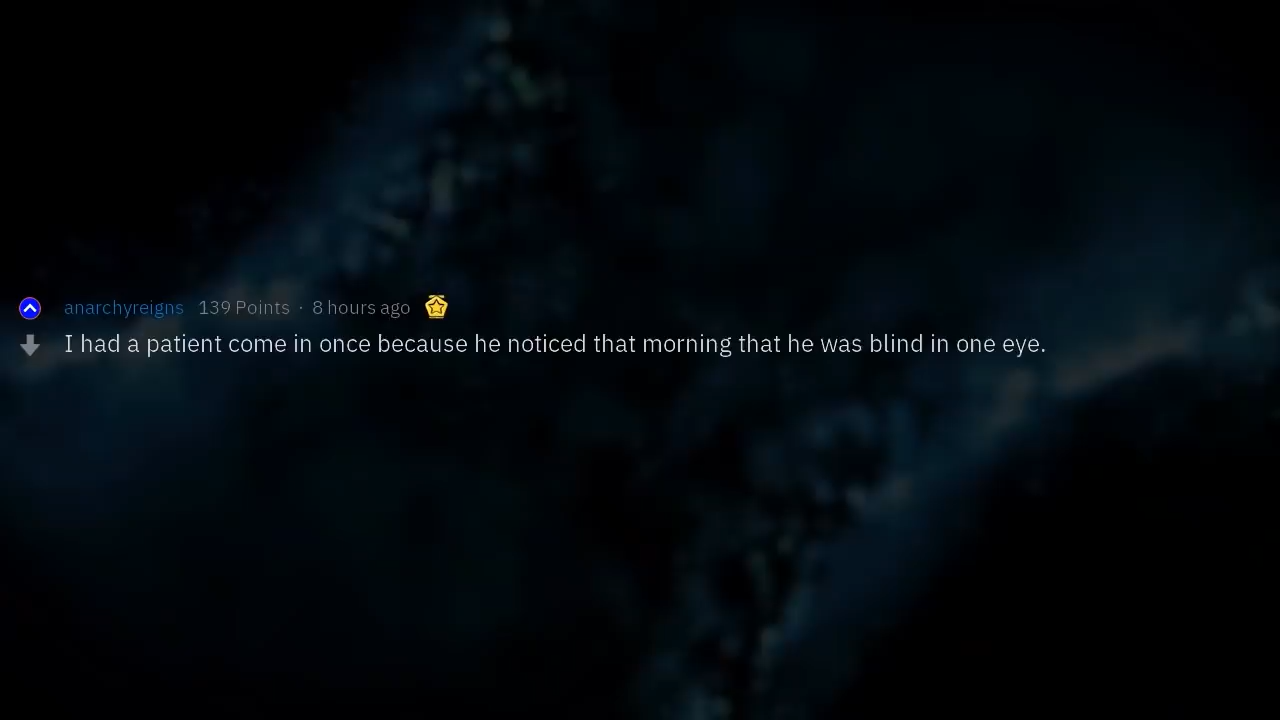 anarchyreigns 139 Points · 8 hours ago
I had a patient come in once because he noticed that morning that he was blind in one eye.